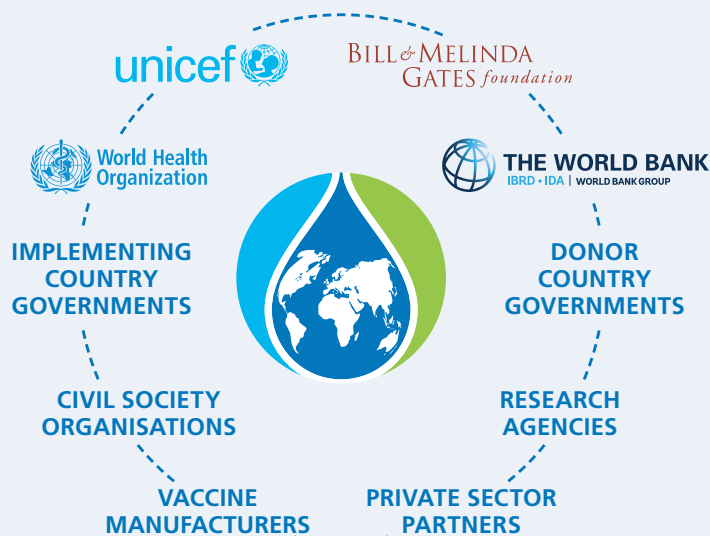 unicef
BILL & MELINDA
GATES foundation
World Health
Organization
THE WORLD BANK
IBRD • IDA | WORLD BANK GROUP
IMPLEMENTING
COUNTRY
GOVERNMENTS
DONOR
COUNTRY
GOVERNMENTS
CIVIL SOCIETY
ORGANISATIONS
RESEARCH
AGENCIES
VACCINE
MANUFACTURERS
PRIVATE SECTOR
PARTNERS